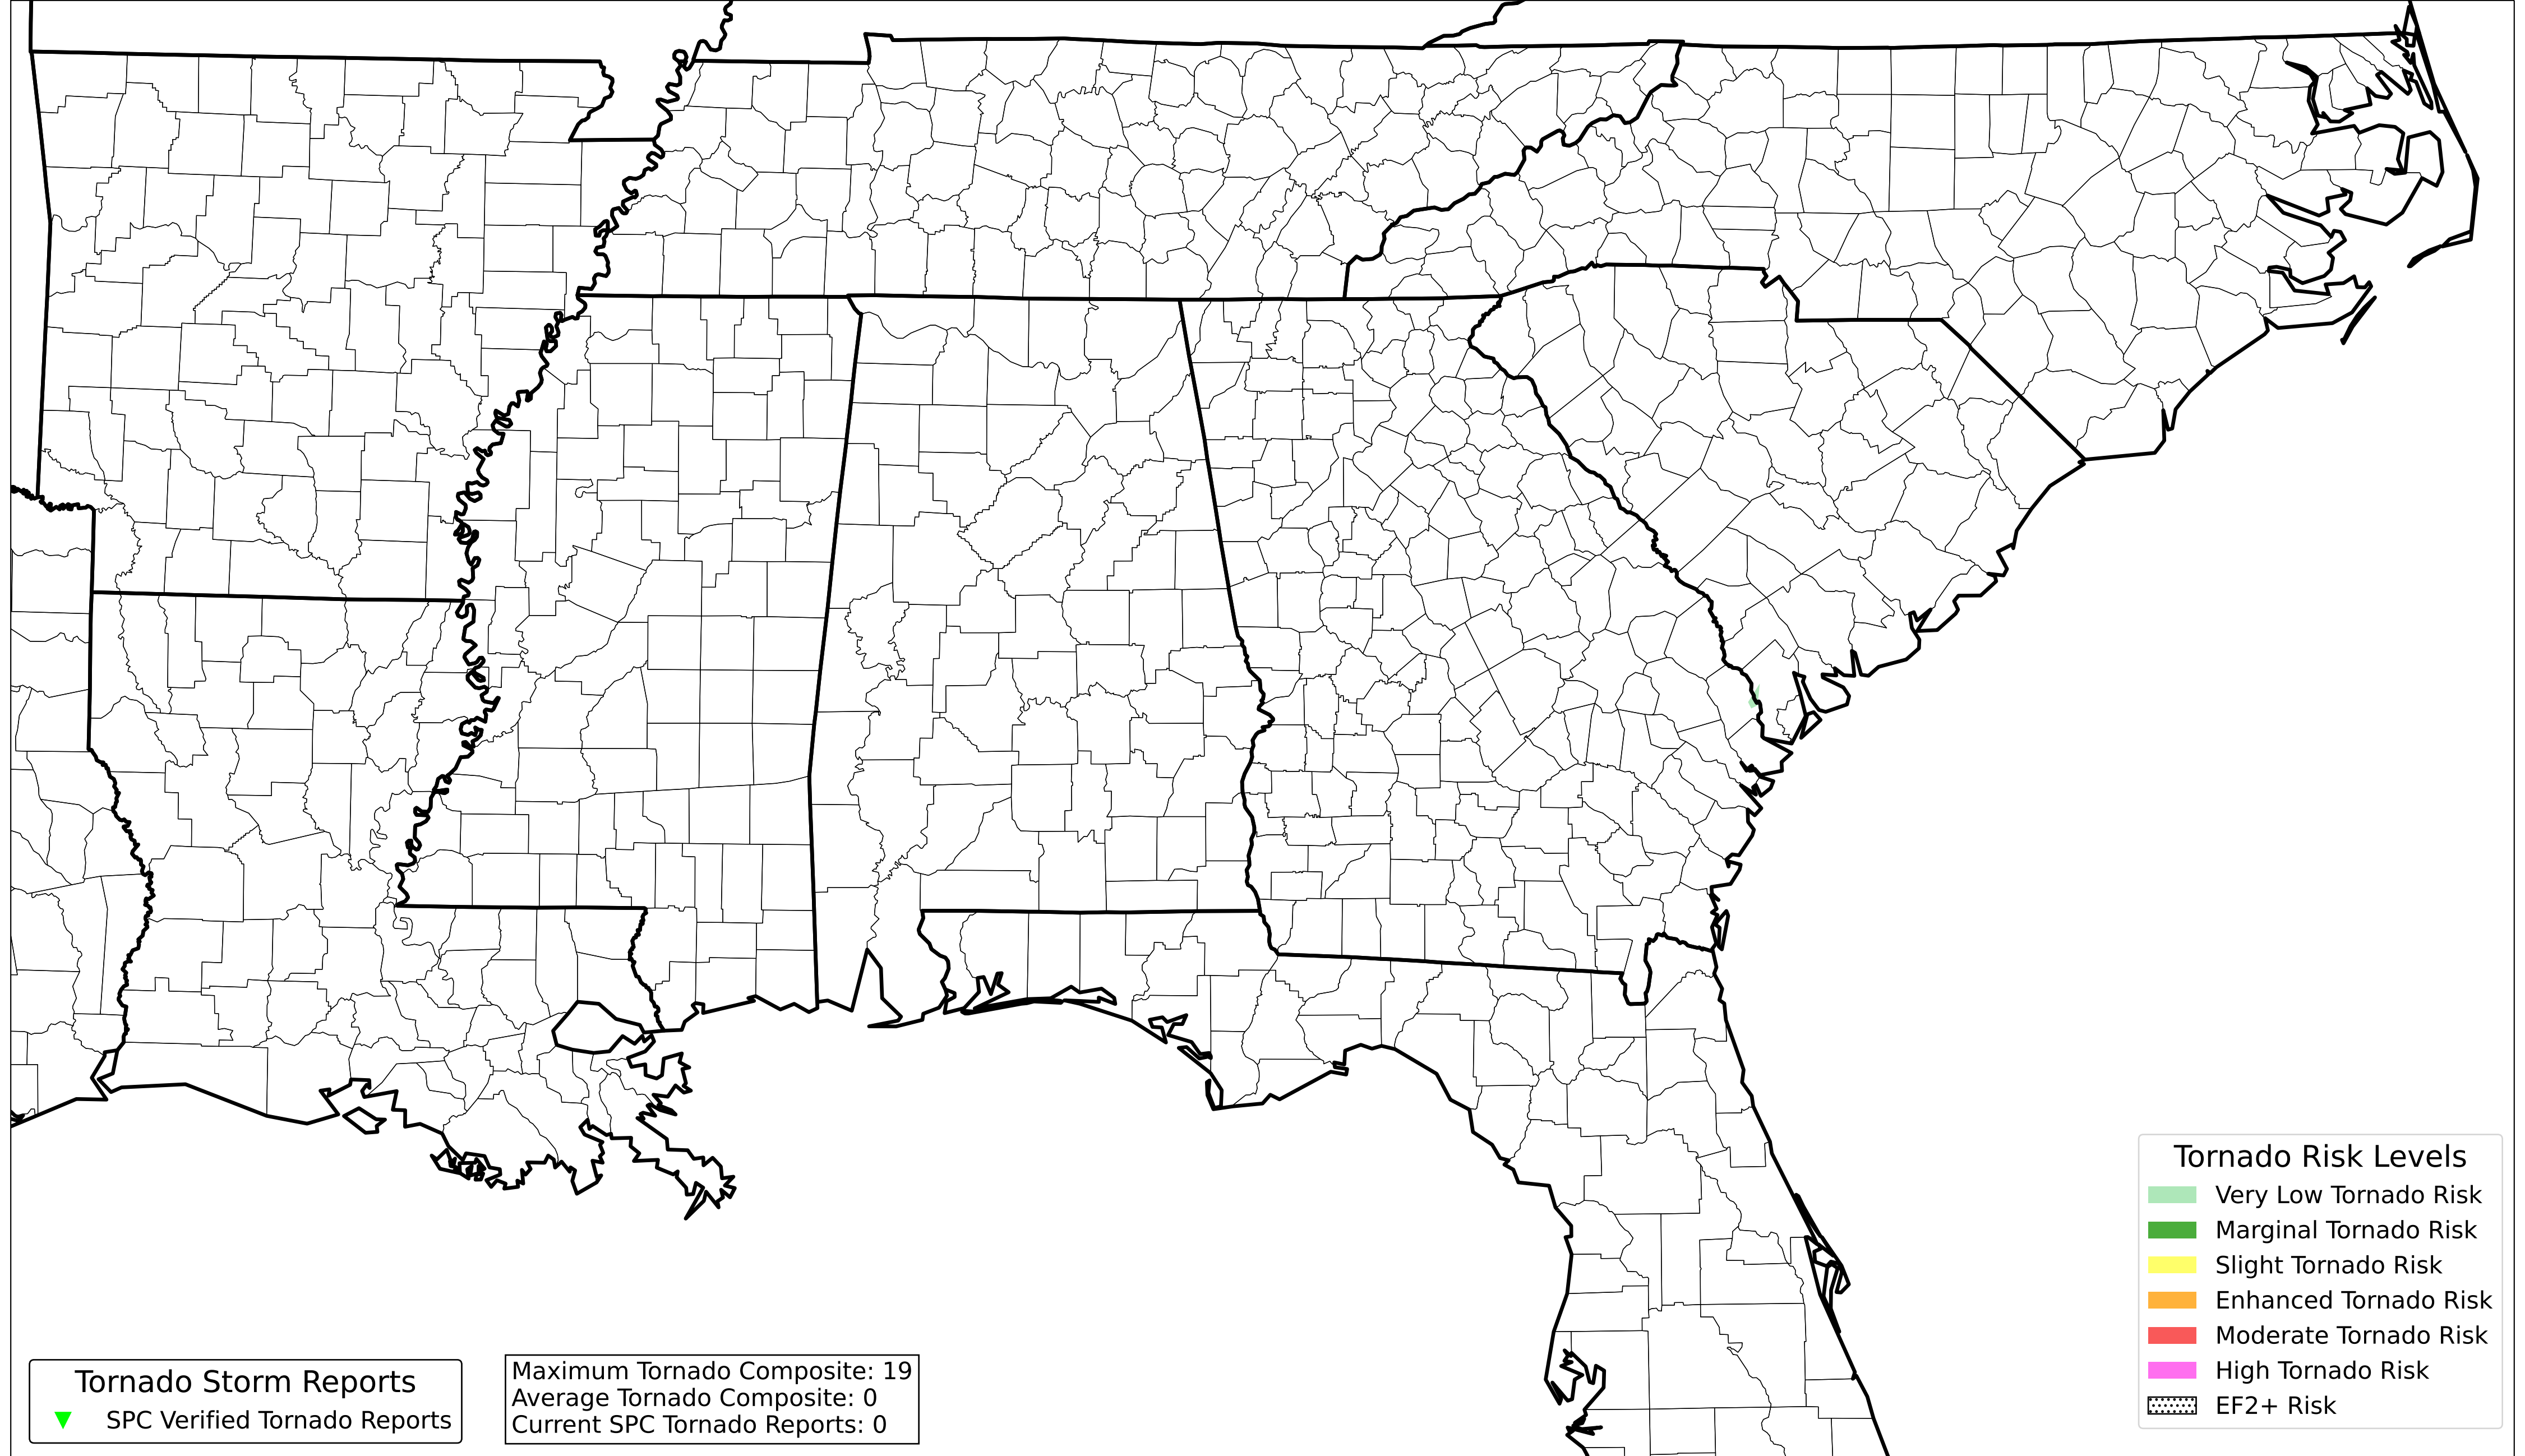 Tornado Risk Levels
Very Low Tornado Risk
Marginal Tornado Risk
Slight Tornado Risk
Enhanced Tornado Risk
Moderate Tornado Risk
High Tornado Risk
EF2+ Risk
Tornado Storm Reports
SPC Verified Tornado Reports
Maximum Tornado Composite: 19
Average Tornado Composite: 0
Current SPC Tornado Reports: 0